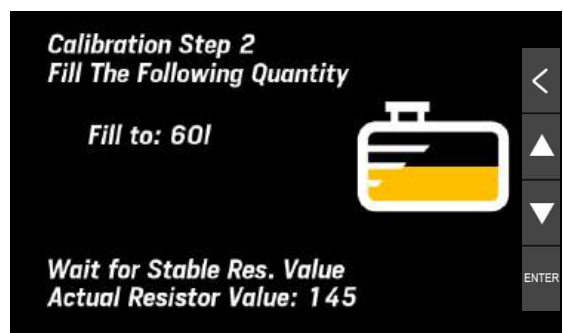 Calibration Step 2
Fill The Following Quantity
Fill to: 60l
Wait for Stable Res. Value
Actual Resistor Value: 145
ENTER